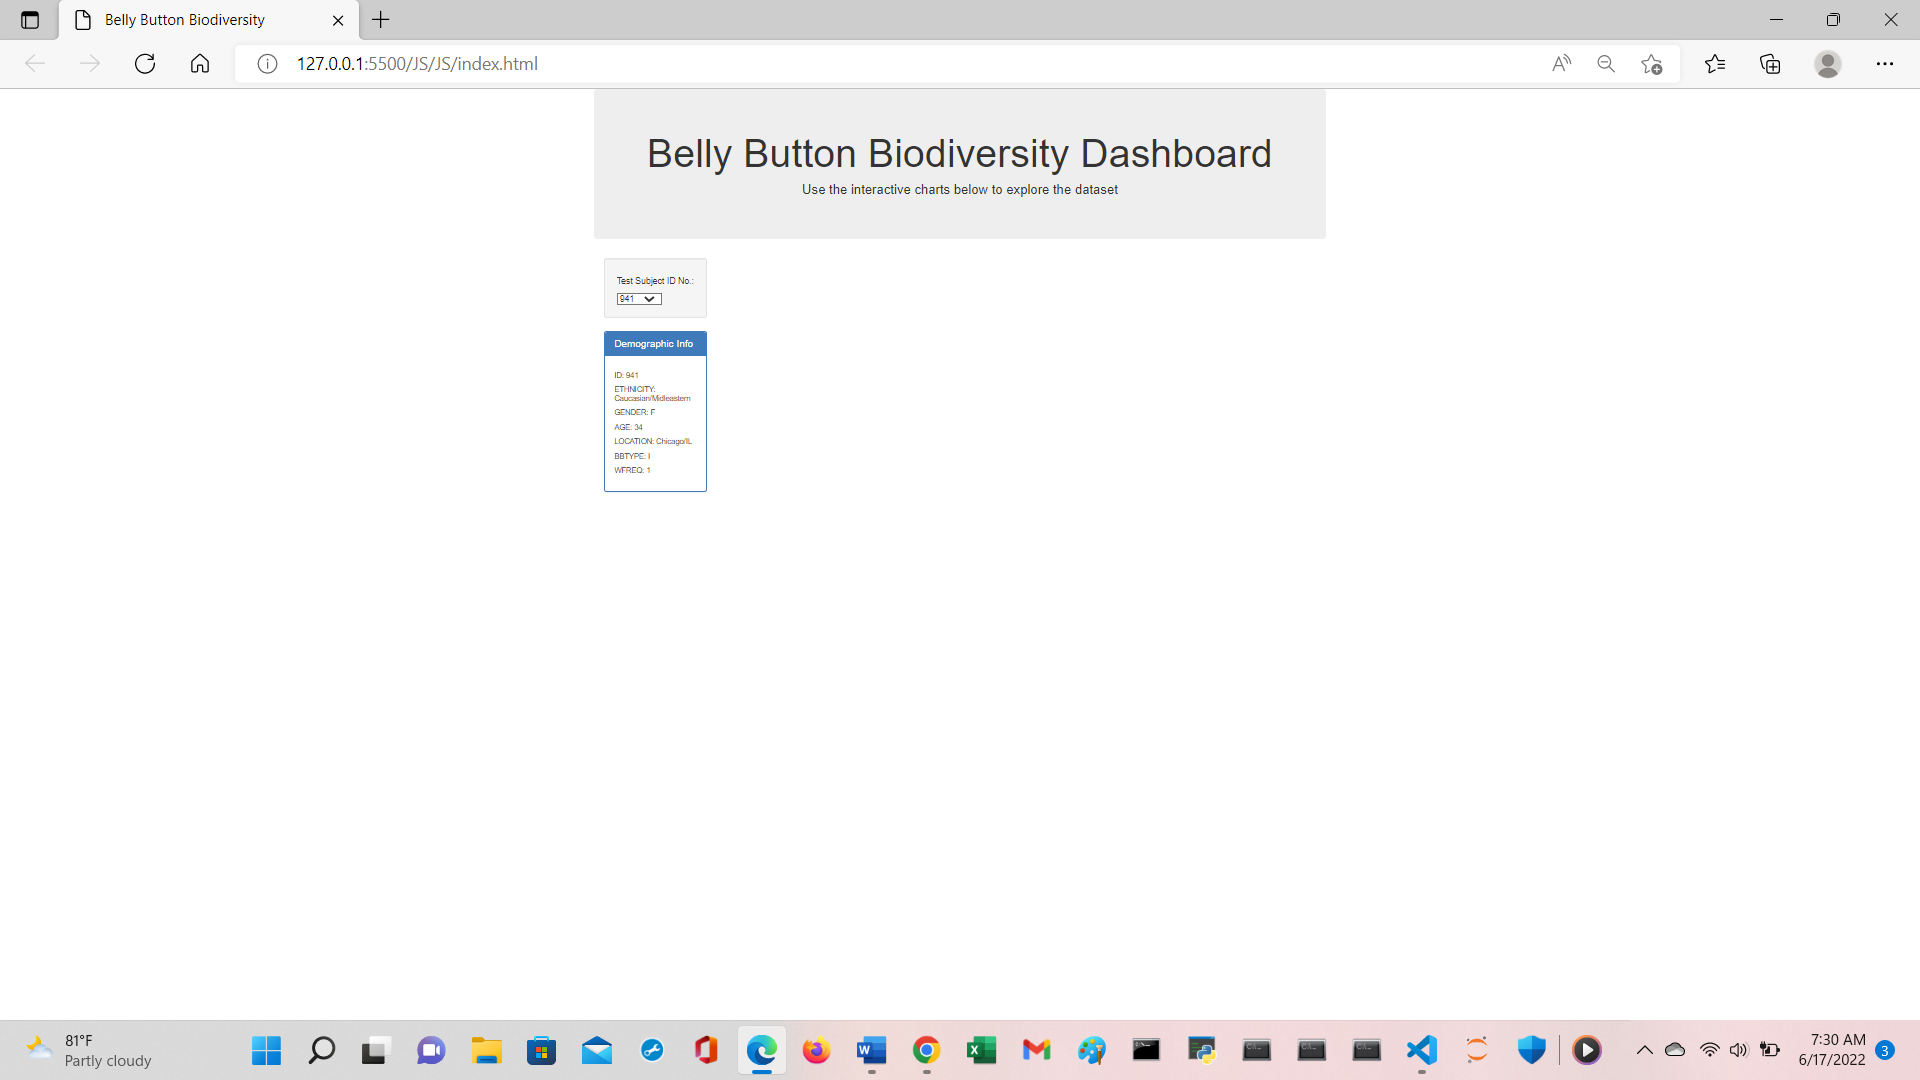 Belly Button Biodiversity
127.0.0.1:5500/JS/JS/index.html
Belly Button Biodiversity Dashboard
Use the interactive charts below to explore the dataset
Test Subject ID No.:
941
Demographic Info
ID: 941
ETHNICITY:
Caucasian/Midleastern
GENDER: F
AGE: 34
LOCATION: Chicago/IL
BBTYPE: I
WFREQ: 1
81°F
Partly cloudy
7:30 AM
6/17/2022
3